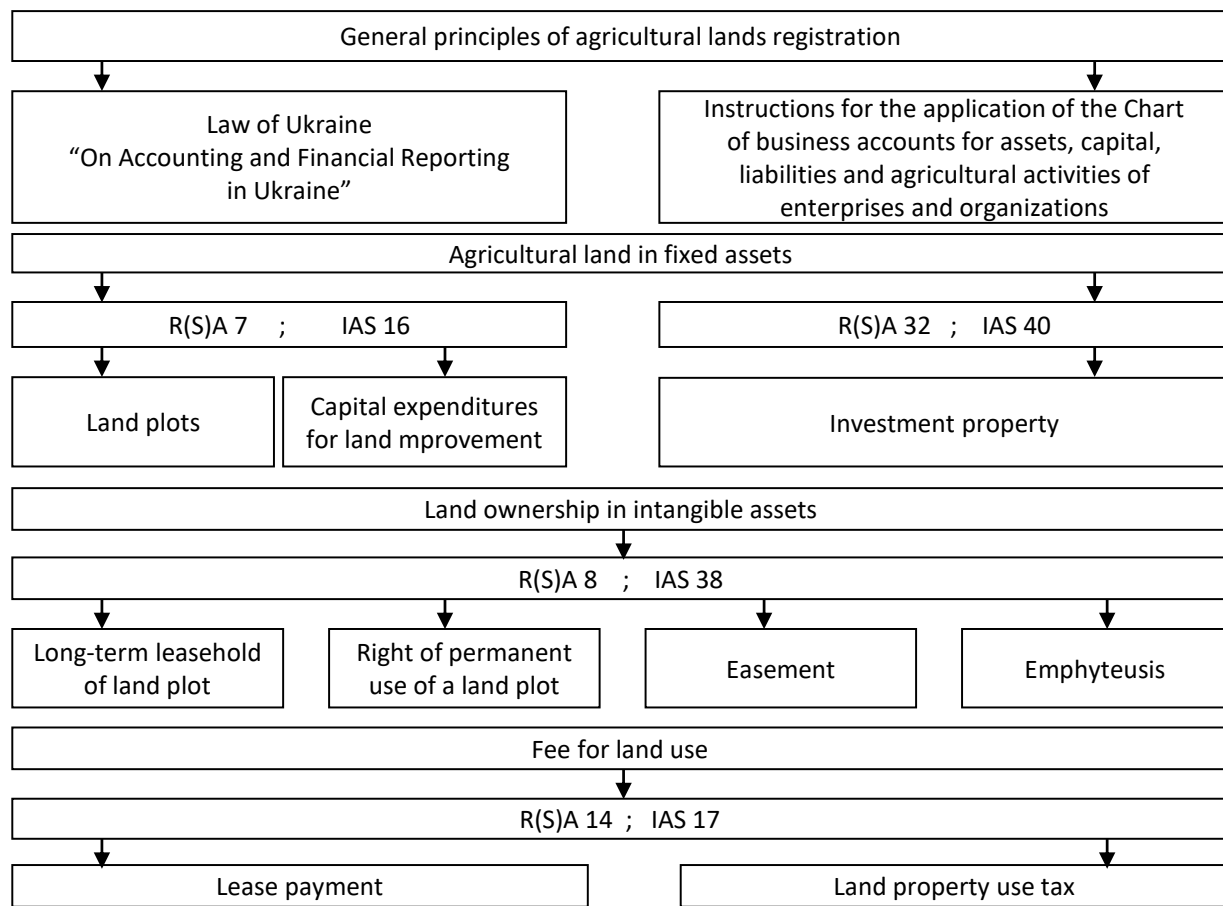 General principles of agricultural lands registration
Law of Ukraine
“On Accounting and Financial Reporting
in Ukraine”
Instructions for the application of the Chart
of business accounts for assets, capital,
liabilities and agricultural activities of
enterprises and organizations
Agricultural land in fixed assets
R(S)A 7 ; IAS 16
R(S)A 32 ; IAS 40
Land plots
Capital expenditures
for land mprovement
Investment property
Land ownership in intangible assets
R(S)A 8 ; IAS 38
Long-term leasehold
of land plot
Right of permanent
use of a land plot
Easement
Emphyteusis
Fee for land use
R(S)A 14 ; IAS 17
Lease payment
Land property use tax